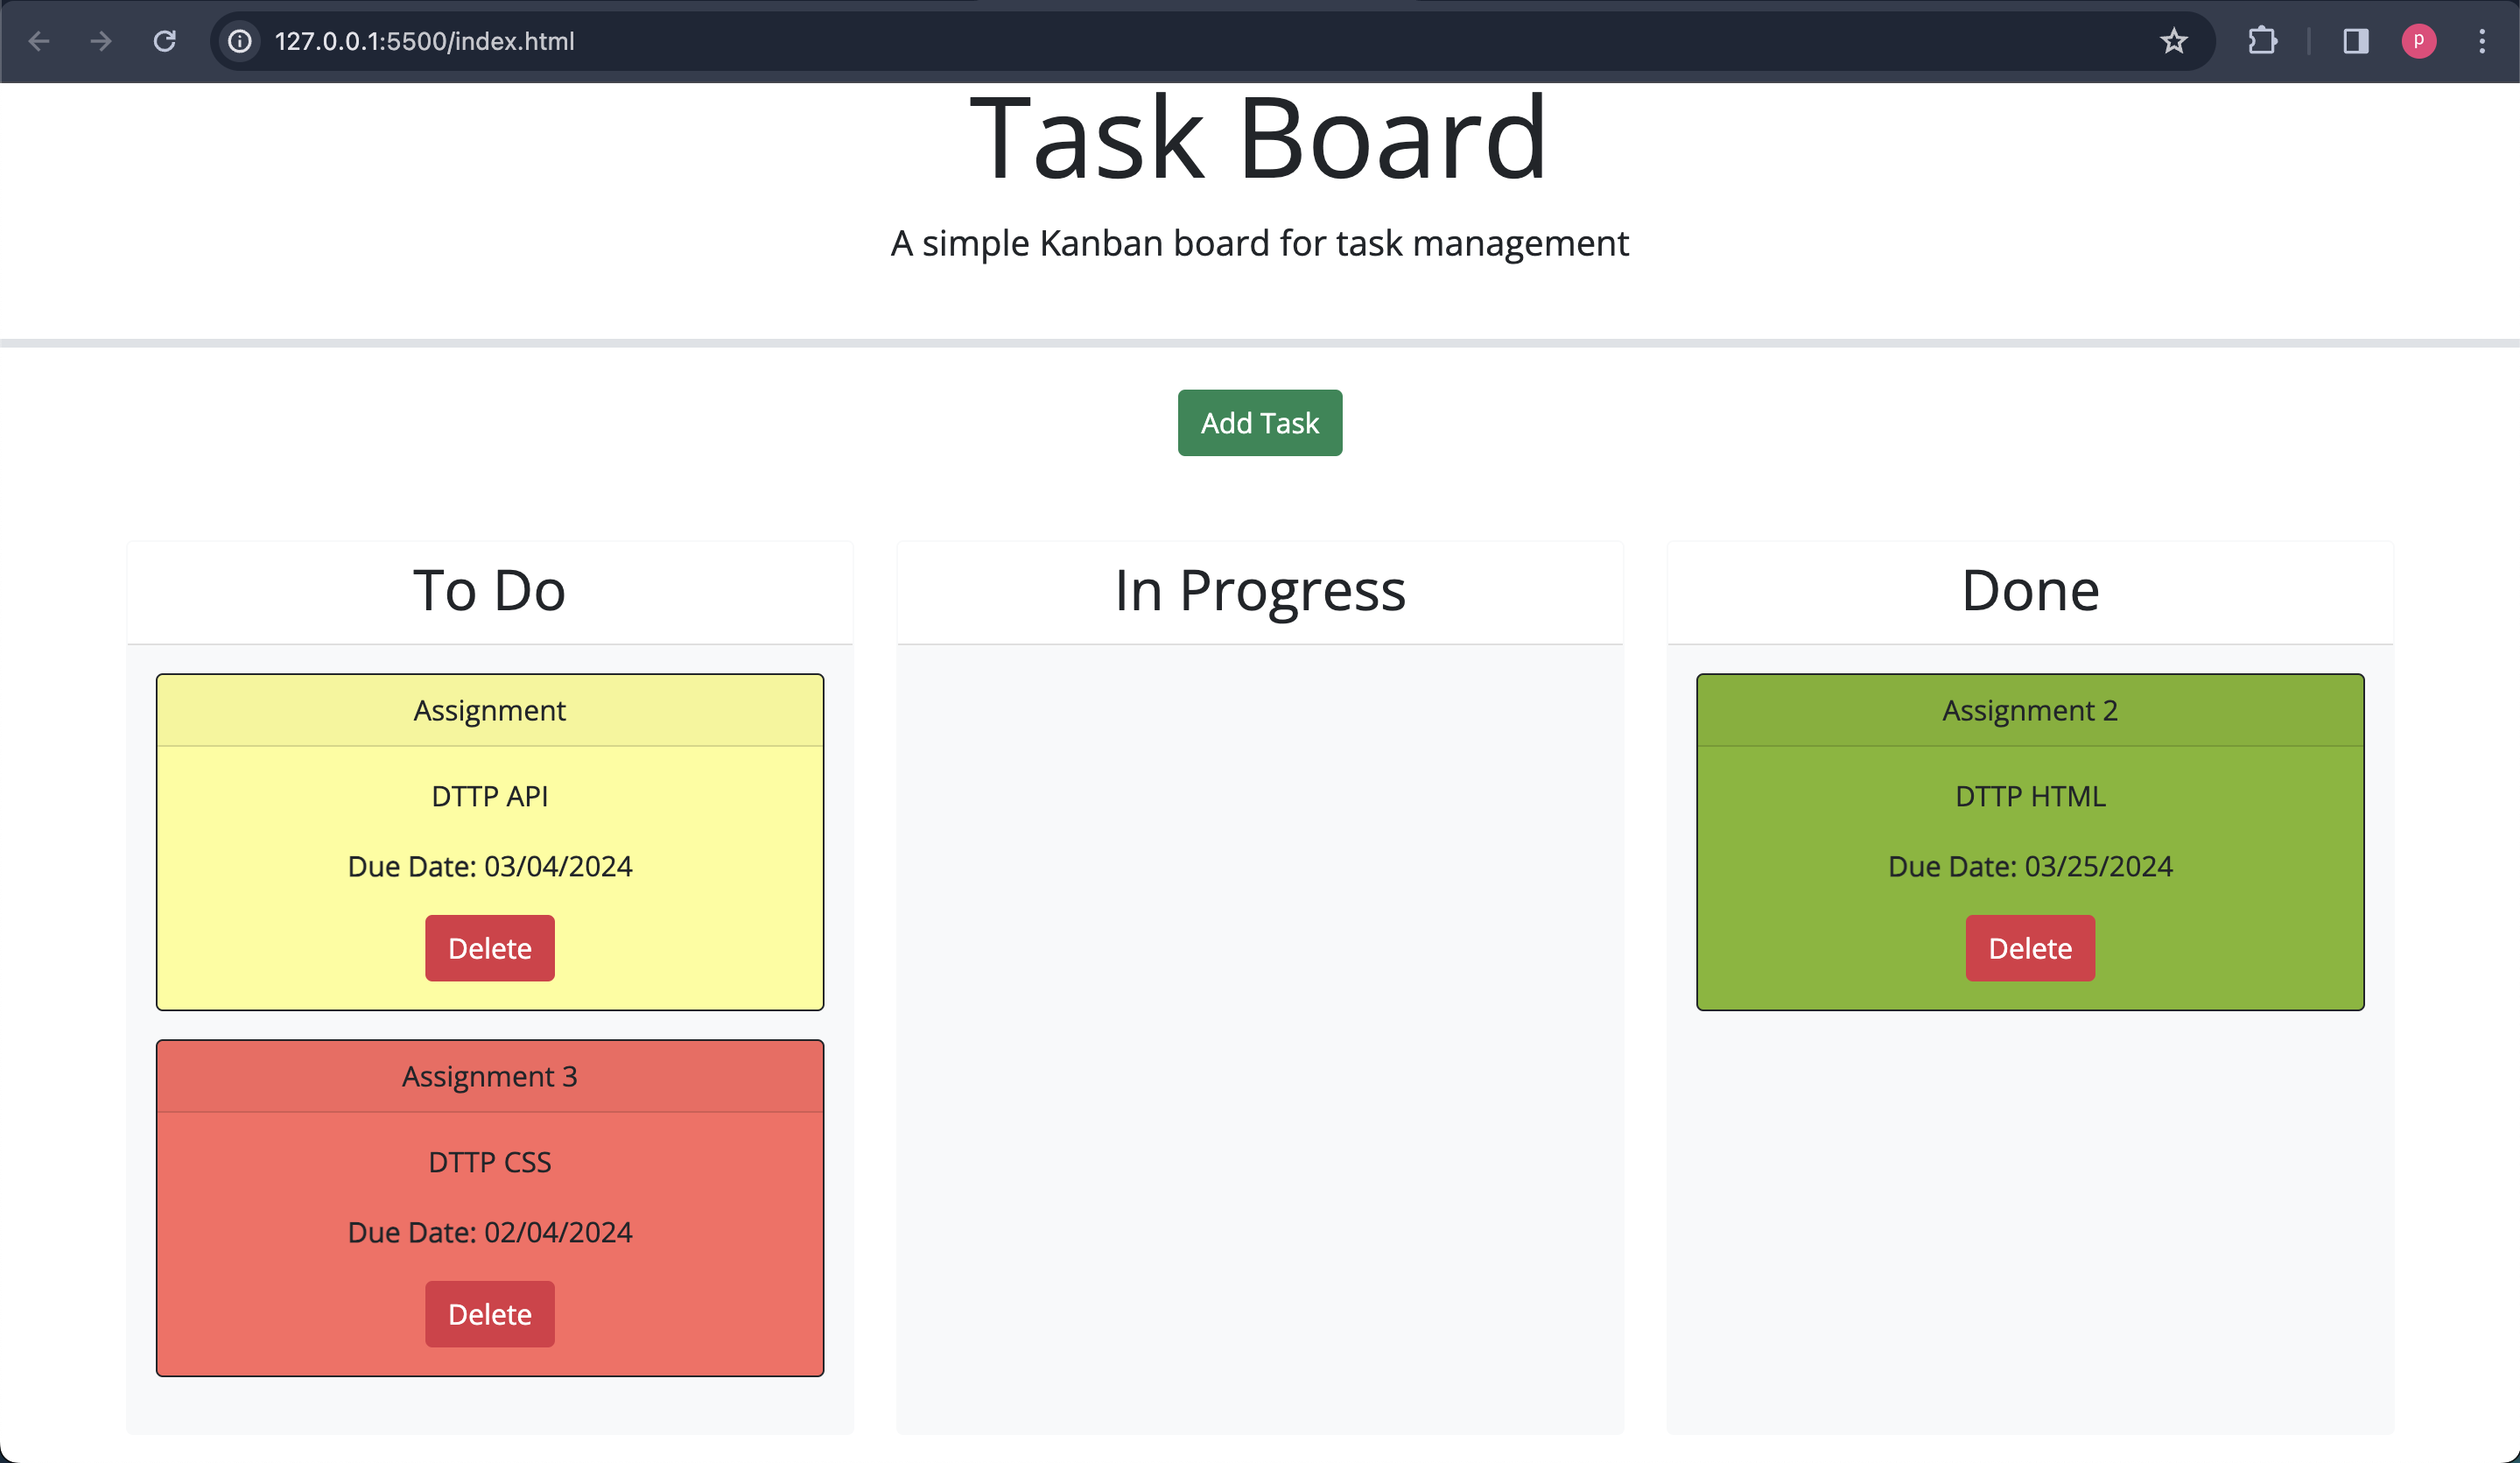 127.0.0.1:5500/index.html
p
Task Board
A simple Kanban board for task management
Add Task
To Do
Assignment
DTTP API
Due Date: 03/04/2024
Delete
Assignment 3
DTTP CSS
Due Date: 02/04/2024
Delete
In Progress
Done
Assignment 2
DTTP HTML
Due Date: 03/25/2024
Delete